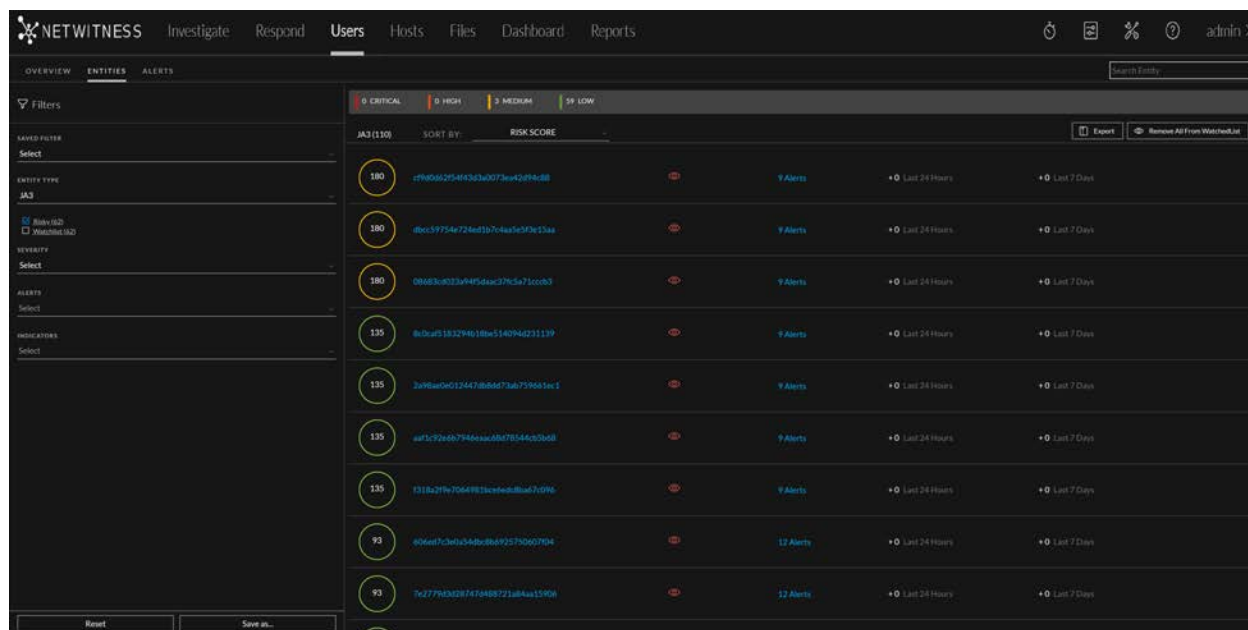 NETWITNESS Investigate Respond Users Hosts Files Dashboard Reports admin
OVERVIEW ENTITIES ALERTS Search Entity
Filters
0 CRITICAL 0 HIGH 3 MEDIUM 59 LOW
SAVED FILTER
Select
JA3 (110) SORT BY: RISK SCORE Export Remove All From WatchedList
ENTITY TYPE
JA3
Risky (62)
Watchlist (62)
SEVERITY
Select
ALERTS
Select
INDICATORS
Select
180 9 Alerts +0 Last 24 Hours +0 Last 7 Days
180 9 Alerts +0 Last 24 Hours +0 Last 7 Days
180 9 Alerts +0 Last 24 Hours +0 Last 7 Days
135 9 Alerts +0 Last 24 Hours +0 Last 7 Days
135 9 Alerts +0 Last 24 Hours +0 Last 7 Days
135 9 Alerts +0 Last 24 Hours +0 Last 7 Days
135 9 Alerts +0 Last 24 Hours +0 Last 7 Days
93 12 Alerts +0 Last 24 Hours +0 Last 7 Days
93 12 Alerts +0 Last 24 Hours +0 Last 7 Days
Reset Save as...